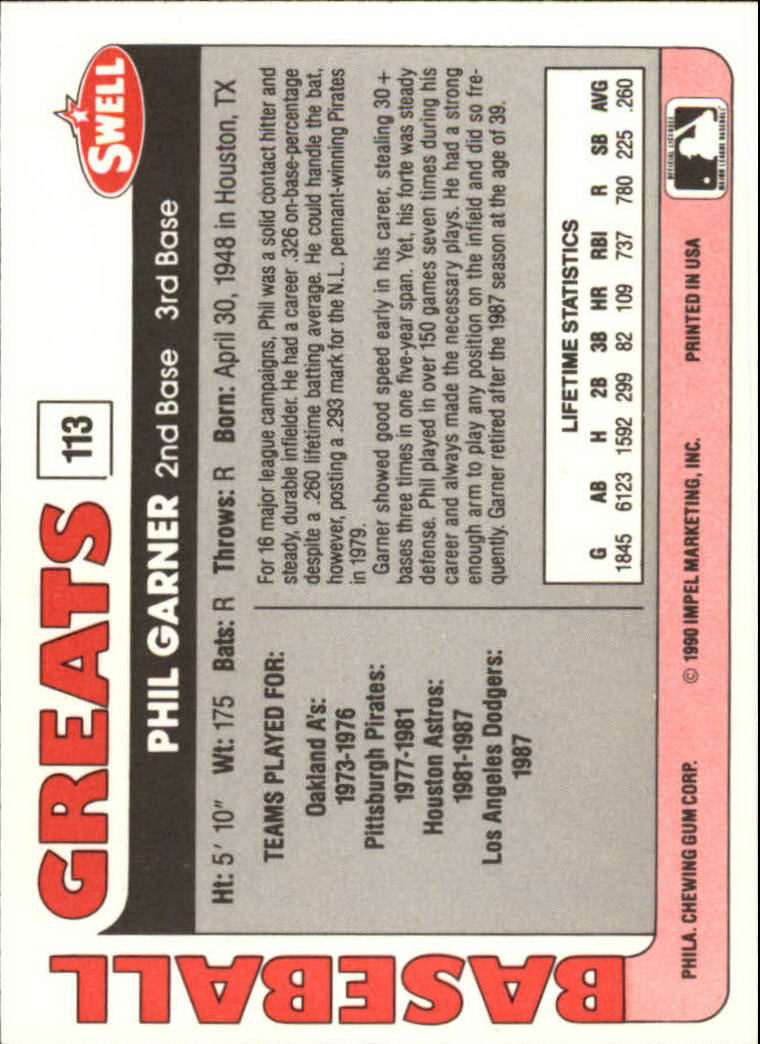 BASEBALL
GREATS
113
SWELL
PHIL GARNER 2nd Base 3rd Base
Ht: 5' 10" Wt: 175 Bats: R Throws: R Born: April 30, 1948 in Houston, TX
TEAMS PLAYED FOR:
Oakland A's:
1973-1976
Pittsburgh Pirates:
1977-1981
Houston Astros:
1981-1987
Los Angeles Dodgers:
1987
For 16 major league campaigns, Phil was a solid contact hitter and
steady, durable infielder. He had a career .326 on-base-percentage
despite a .260 lifetime batting average. He could handle the bat,
however, posting a .293 mark for the N.L. pennant-winning Pirates
in 1979.
Garner showed good speed early in his career, stealing 30+
bases three times in one five-year span. Yet, his forte was steady
defense. Phil played in over 150 games seven times during his
career and always made the necessary plays. He had a strong
enough arm to play any position on the infield and did so fre-
quently. Garner retired after the 1987 season at the age of 39.
LIFETIME STATISTICS
G AB H 2B 3B HR RBI R SB AVG
1845 6123 1592 299 82 109 737 780 225 .260
PHILA. CHEWING GUM CORP. © 1990 IMPEL MARKETING, INC. PRINTED IN USA
OFFICIAL LICENSEE
MAJOR LEAGUE BASEBALL